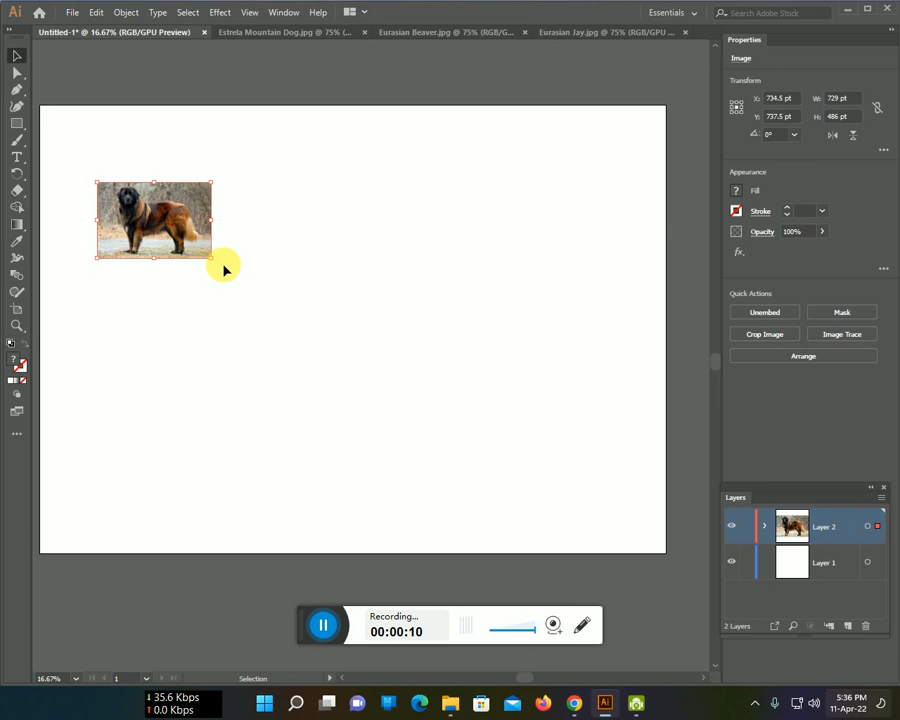 Ai File Edit Object Type Select Effect View Window Help Essentials Search Adobe Stock
Untitled-1* @ 16.67% (RGB/GPU Preview) × Estrela Mountain Dog.jpg @ 75% (... × Eurasian Beaver.jpg @ 75% (RGB/G... × Eurasian Jay.jpg @ 75% (RGB/GPU ... ×
Properties
Image
Transform
X: 734.5 pt W: 729 pt
Y: 737.5 pt H: 486 pt
0°
Appearance
? Fill
Stroke
Opacity 100%
fx.
Quick Actions
Unembed Mask
Crop Image Image Trace
Arrange
Layers
Layer 2
Layer 1
2 Layers
Recording...
00:00:10
16.67% 1 Selection
35.6 Kbps
0.0 Kbps
Ai
5:36 PM
11-Apr-22